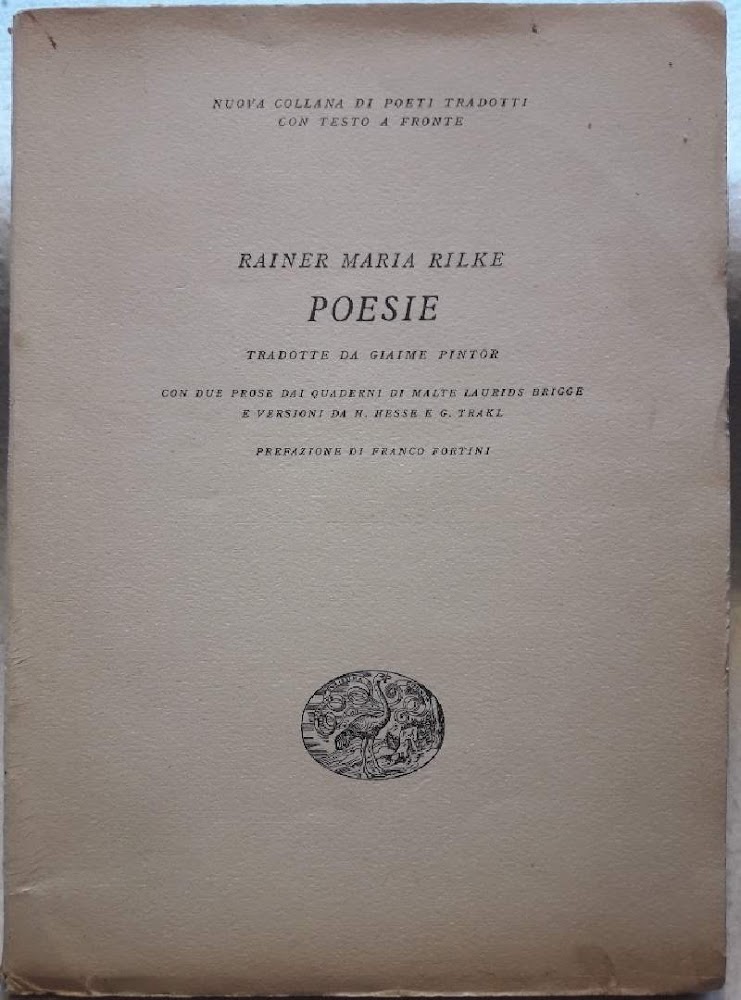 NUOVA COLLANA DI POETI TRADOTTI
CON TESTO A FRONTE
RAINER MARIA RILKE
POESIE
TRADOTTE DA GIAIME PINTOR
CON DUE PROSE DAI QUADERNI DI MALTE LAURIDS BRIGGE
E VERSIONI DA H. HESSE E G. TRAKL
PREFAZIONE DI FRANCO FORTINI